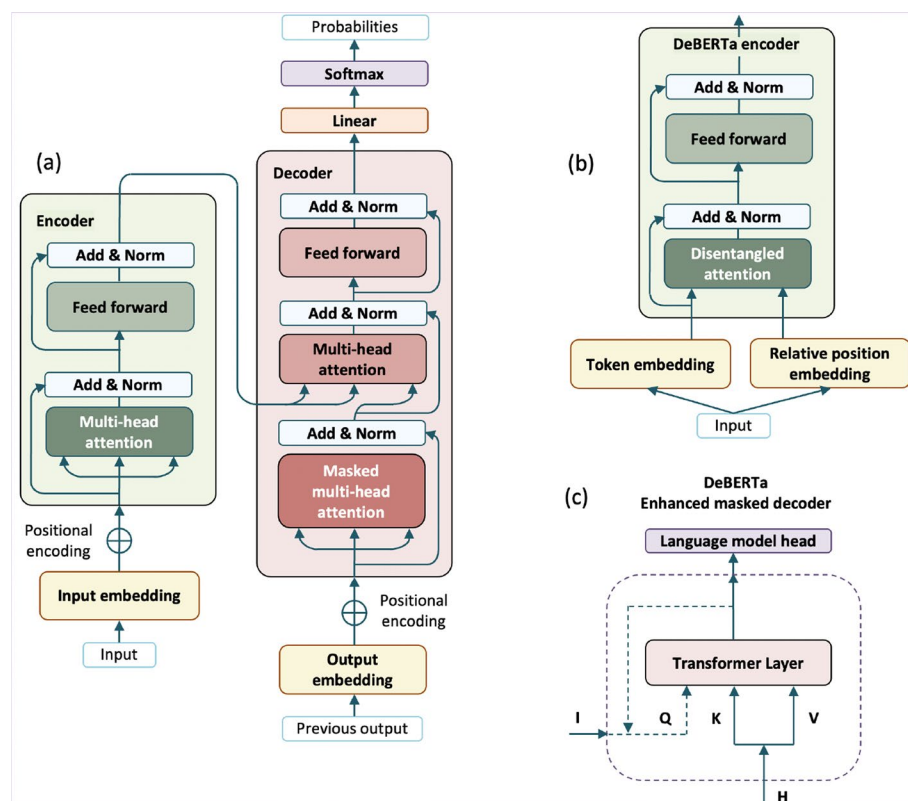 Probabilities
Softmax
Linear
(a)
Decoder
Add & Norm
Feed forward
Add & Norm
Multi-head
attention
Add & Norm
Masked
multi-head
attention
Positional
encoding
Output
embedding
Previous output
Encoder
Add & Norm
Feed forward
Add & Norm
Multi-head
attention
Positional
encoding
Input embedding
Input
(b)
DeBERTa encoder
Add & Norm
Feed forward
Add & Norm
Disentangled
attention
Token embedding
Relative position
embedding
Input
(c)
DeBERTa
Enhanced masked decoder
Language model head
Transformer Layer
I
Q
K
V
H